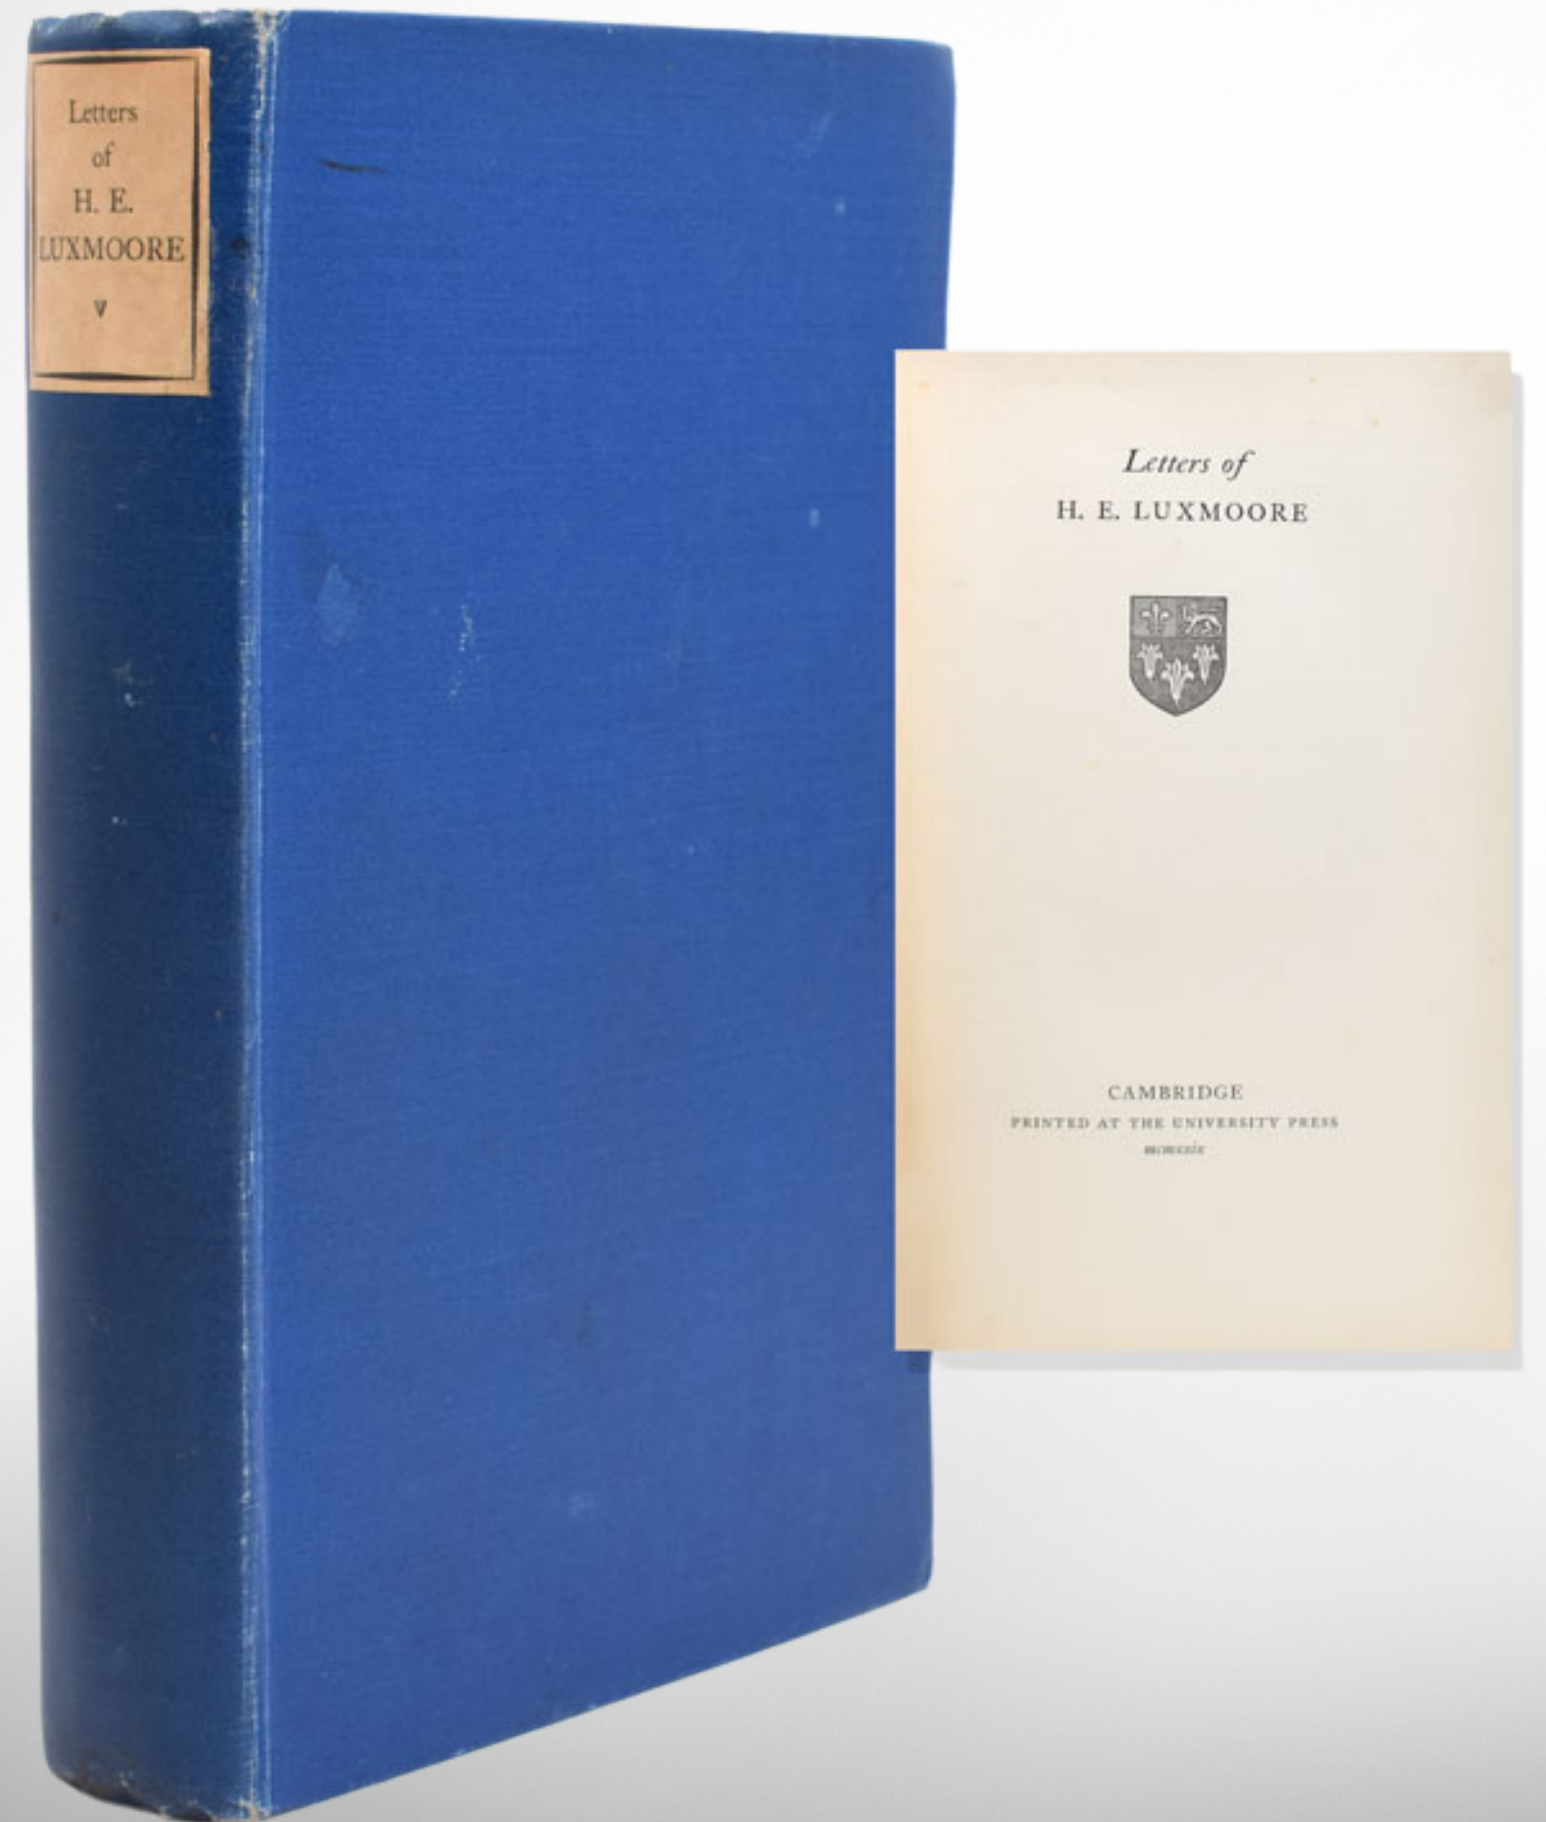 Letters
of
H. E.
LUXMOORE
Letters of
H. E. LUXMOORE
CAMBRIDGE
PRINTED AT THE UNIVERSITY PRESS
mcmxxix